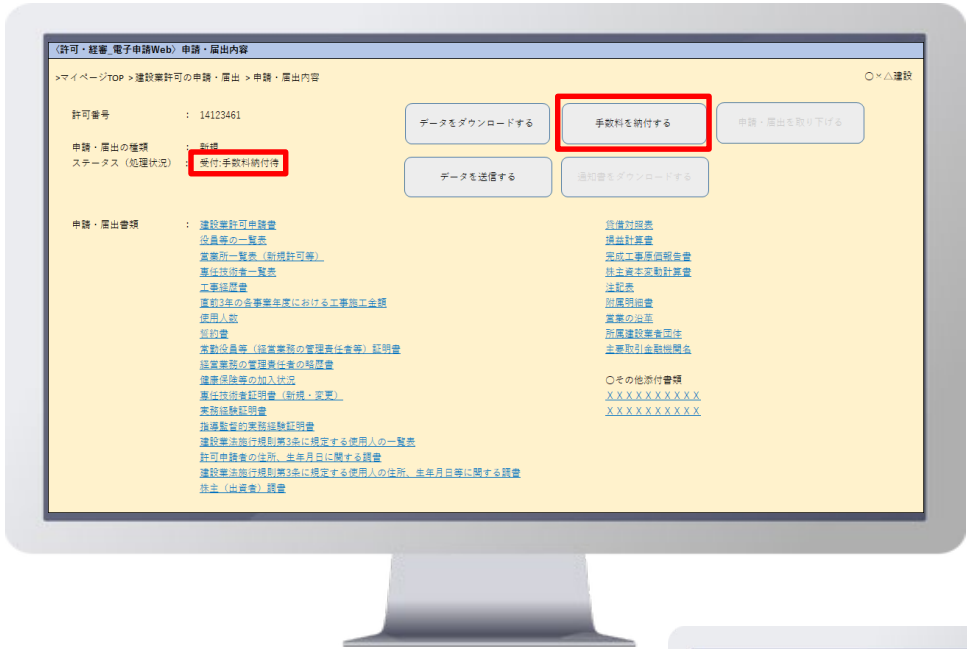 〈許可・経審_電子申請Web〉申請・届出内容
>マイページTOP >建設業許可の申請・届出 >申請・届出内容
〇×△建設
許可番号 : 14123461
データをダウンロードする
手数料を納付する
申請・届出を取り下げる
申請・届出の種類 : 新規
ステータス（処理状況） : 受付:手数料納付待
データを送信する
通知書をダウンロードする
申請・届出書類 : 建設業許可申請書
役員等の一覧表
営業所一覧表（新規許可等）
専任技術者一覧表
工事経歴書
直前3年の各事業年度における工事施工金額
使用人数
誓約書
常勤役員等（経営業務の管理責任者等）証明書
経営業務の管理責任者の略歴書
健康保険等の加入状況
専任技術者証明書（新規・変更）
実務経験証明書
指導監督的実務経験証明書
建設業法施行規則第3条に規定する使用人の一覧表
許可申請者の住所、生年月日に関する調書
建設業法施行規則第3条に規定する使用人の住所、生年月日等に関する調書
株主（出資者）調書
貸借対照表
損益計算書
完成工事原価報告書
株主資本変動計算書
注記表
附属明細書
営業の沿革
所属建設業者団体
主要取引金融機関名
〇その他添付書類
ＸＸＸＸＸＸＸＸＸＸ
ＸＸＸＸＸＸＸＸＸＸ